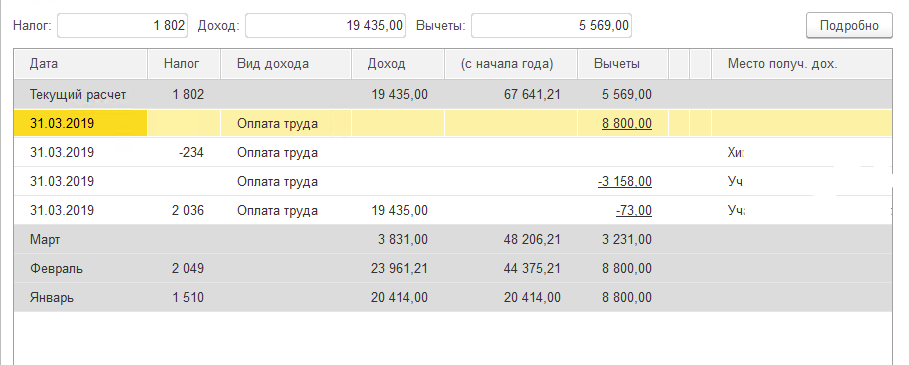 Налог: 1 802 Доход: 19 435,00 Вычеты: 5 569,00 Подробно
Дата Налог Вид дохода Доход (с начала года) Вычеты Место получ. дох.
Текущий расчет 1 802 19 435,00 67 641,21 5 569,00
31.03.2019 Оплата труда 8 800,00
31.03.2019 -234 Оплата труда
31.03.2019 Оплата труда -3 158,00 Уч
31.03.2019 2 036 Оплата труда 19 435,00 -73,00 Уч
Март 3 831,00 48 206,21 3 231,00
Февраль 2 049 23 961,21 44 375,21 8 800,00
Январь 1 510 20 414,00 20 414,00 8 800,00